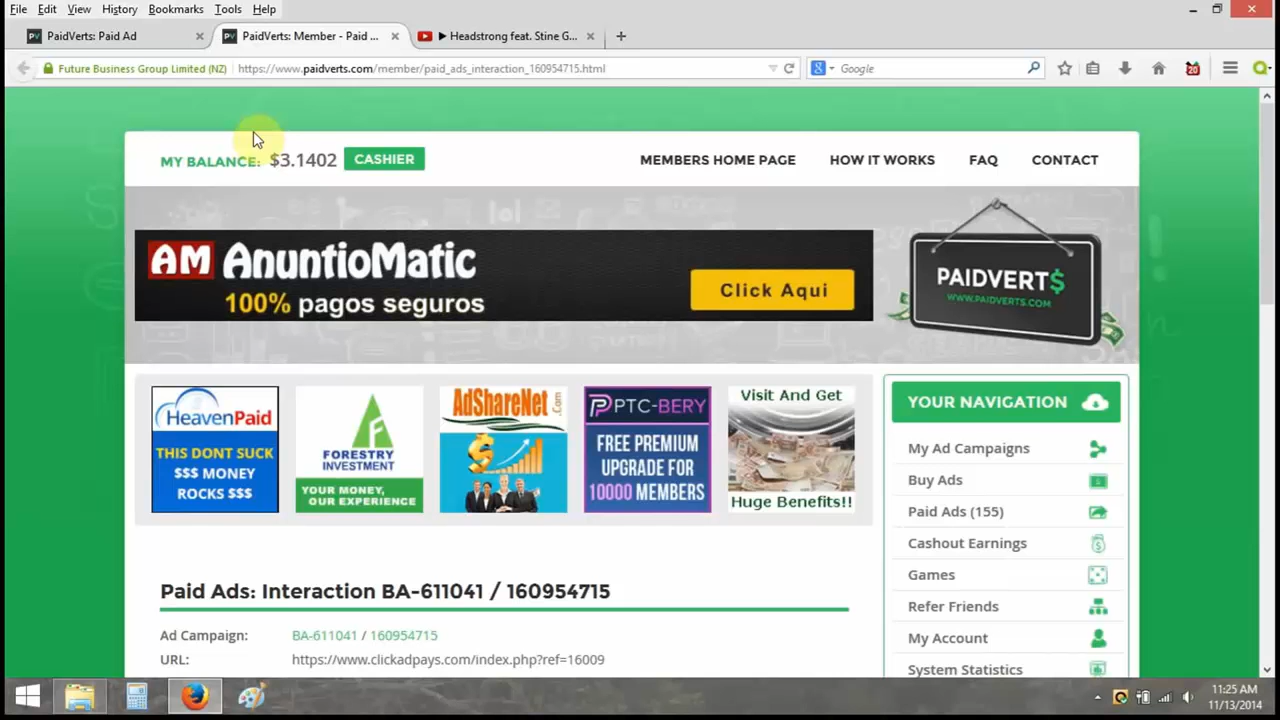 File Edit View History Bookmarks Tools Help
PaidVerts: Paid Ad
PaidVerts: Member - Paid ...
Headstrong feat. Stine G...
Future Business Group Limited (NZ)
https://www.paidverts.com/member/paid_ads_interaction_160954715.html
Google
20
MY BALANCE: $3.1402 CASHIER
MEMBERS HOME PAGE HOW IT WORKS FAQ CONTACT
AM AnuntioMatic
100% pagos seguros
Click Aqui
PAIDVERT$
WWW.PAIDVERTS.COM
HeavenPaid
THIS DONT SUCK
$$$ MONEY
ROCKS $$$
FORESTRY
INVESTMENT
YOUR MONEY,
OUR EXPERIENCE
AdShareNet.Com
PTC-BERY
FREE PREMIUM
UPGRADE FOR
10000 MEMBERS
Visit And Get
Huge Benefits!!
YOUR NAVIGATION
My Ad Campaigns
Buy Ads
Paid Ads (155)
Cashout Earnings
Games
Refer Friends
My Account
System Statistics
Paid Ads: Interaction BA-611041 / 160954715
Ad Campaign: BA-611041 / 160954715
URL: https://www.clickadpays.com/index.php?ref=16009
11:25 AM
11/13/2014